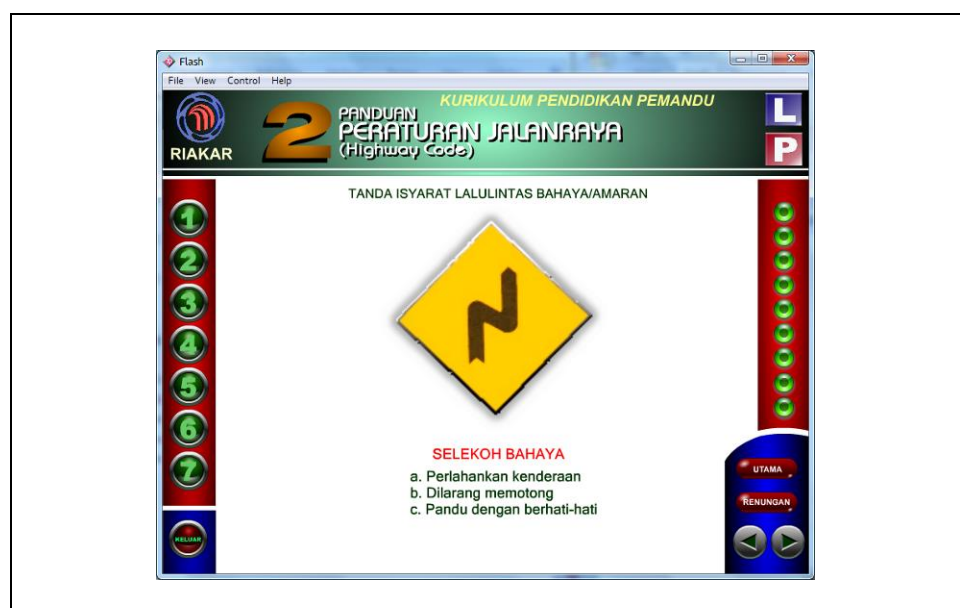 Flash
File View Control Help
RIAKAR
2
KURIKULUM PENDIDIKAN PEMANDU
PANDUAN
PERATURAN JALANRAYA
(Highway Code)
L
P
TANDA ISYARAT LALULINTAS BAHAYA/AMARAN
1
2
3
4
5
6
7
KELUAR
SELEKOH BAHAYA
a. Perlahankan kenderaan
b. Dilarang memotong
c. Pandu dengan berhati-hati
UTAMA
RENUNGAN